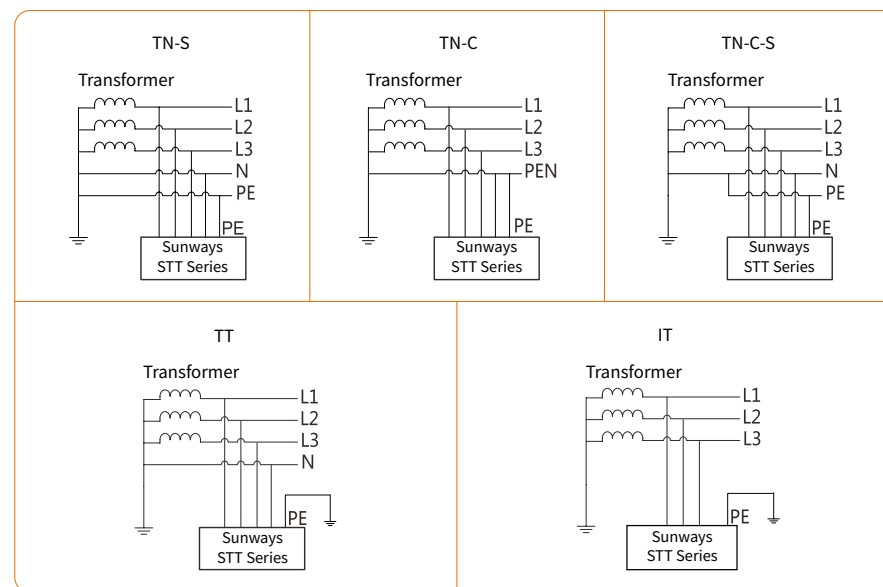 TN-S
Transformer
L1
L2
L3
N
PE
PE
Sunways
STT Series
TN-C
Transformer
L1
L2
L3
PEN
PE
Sunways
STT Series
TN-C-S
Transformer
L1
L2
L3
N
PE
PE
Sunways
STT Series
TT
Transformer
L1
L2
L3
N
PE
Sunways
STT Series
IT
Transformer
L1
L2
L3
PE
Sunways
STT Series